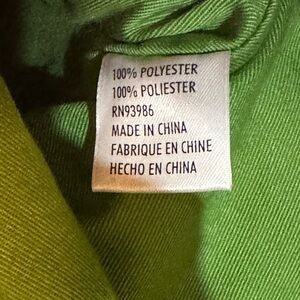 100% POLYESTER
100% POLIESTER
RN93986
MADE IN CHINA
FABRIQUE EN CHINE
HECHO EN CHINA